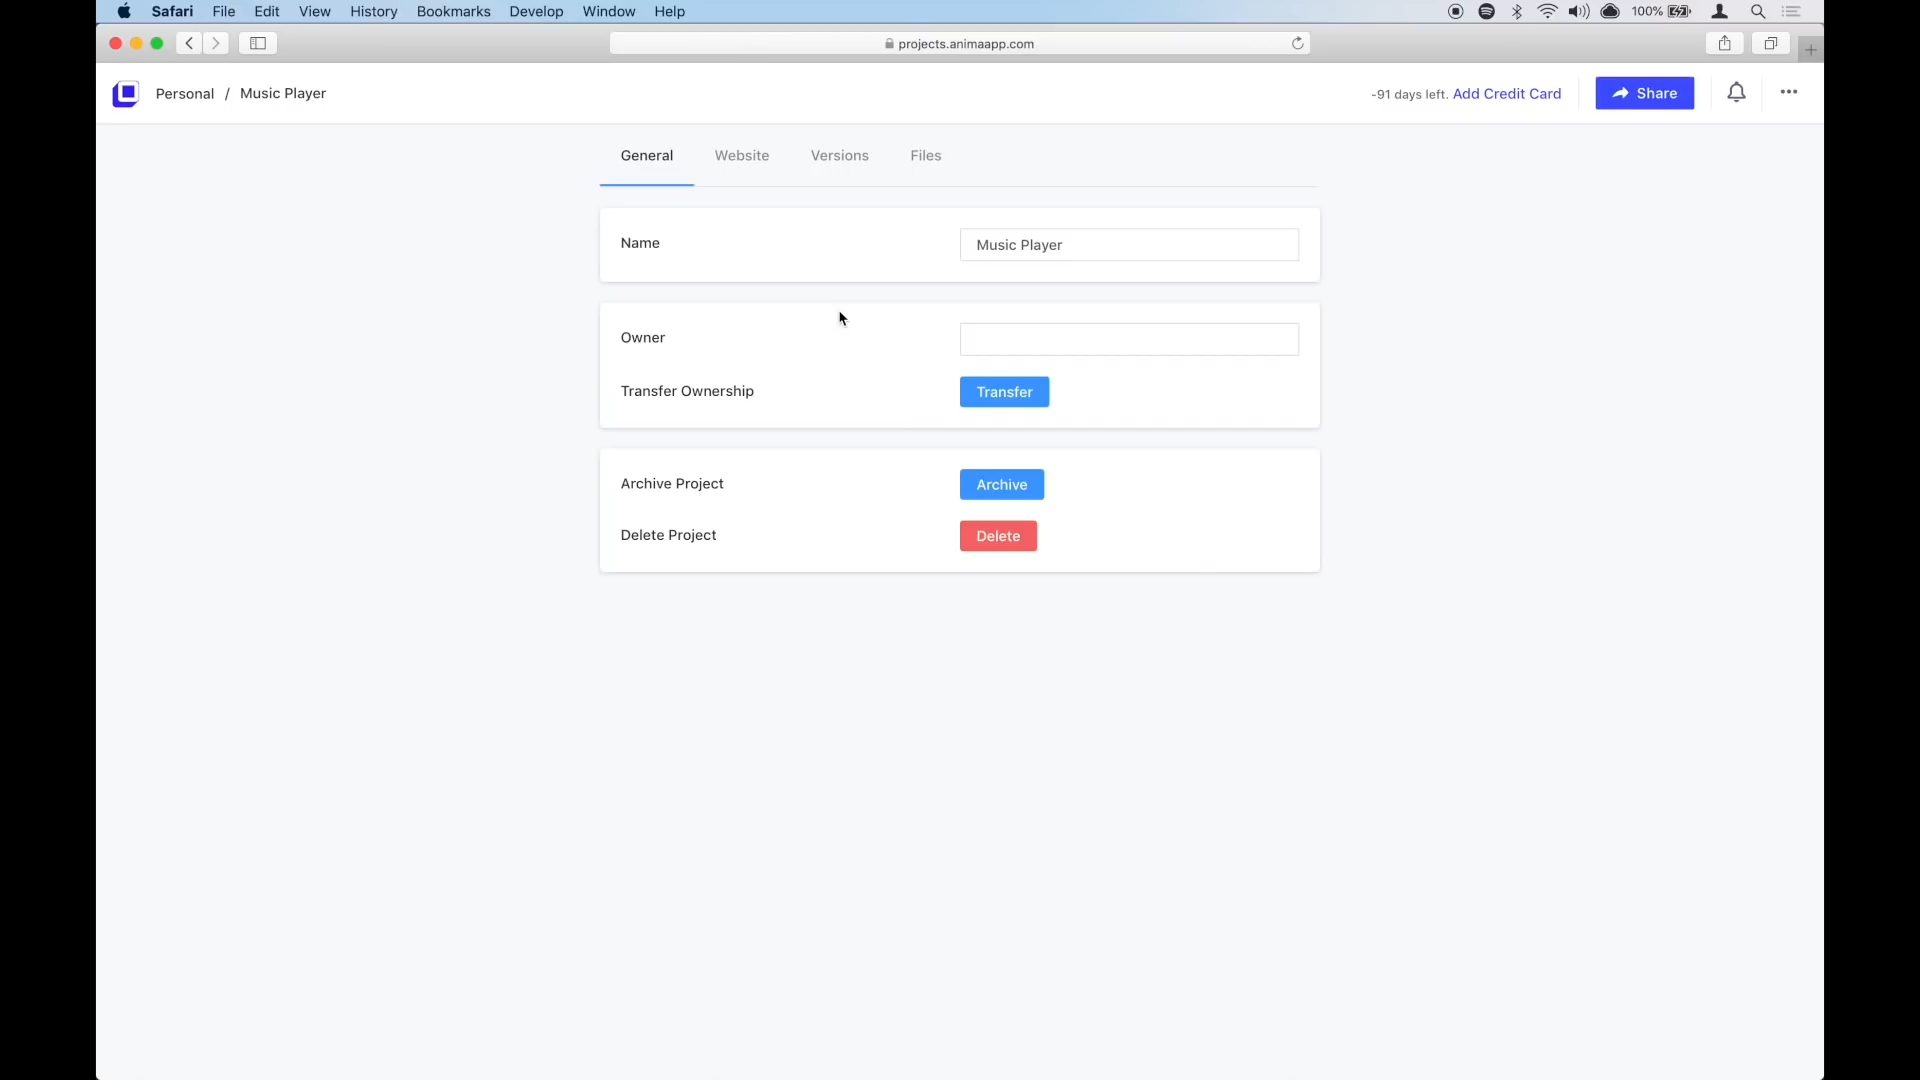 Safari File Edit View History Bookmarks Develop Window Help 100%
projects.animaapp.com
Personal / Music Player -91 days left. Add Credit Card Share
General Website Versions Files
Name Music Player
Owner
Transfer Ownership Transfer
Archive Project Archive
Delete Project Delete